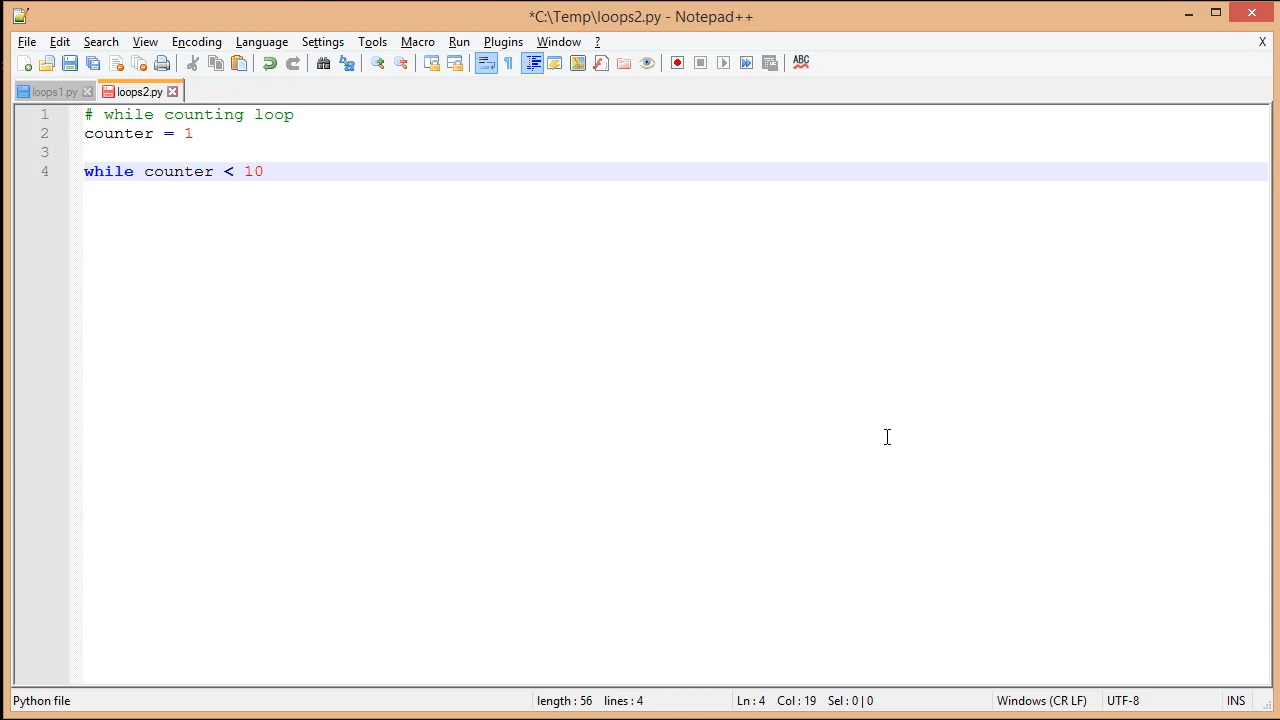 *C:\Temp\loops2.py - Notepad++
File Edit Search View Encoding Language Settings Tools Macro Run Plugins Window ? X
ABC
loops1.py loops2.py
1 # while counting loop
2 counter = 1
3
4 while counter < 10
Python file length : 56 lines : 4 Ln : 4 Col : 19 Sel : 0 | 0 Windows (CR LF) UTF-8 INS